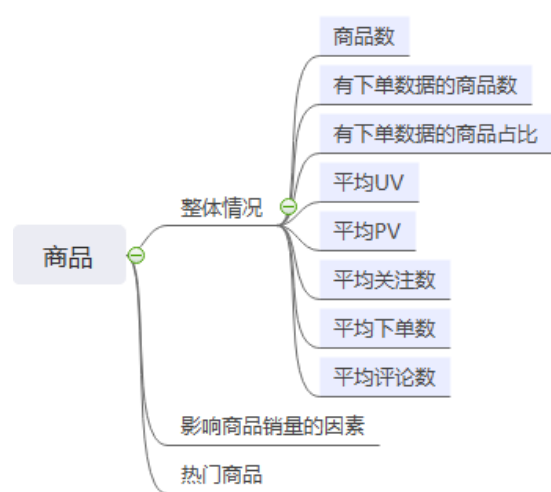 商品数
有下单数据的商品数
有下单数据的商品占比
平均UV
整体情况
平均PV
商品
平均关注数
平均下单数
平均评论数
影响商品销量的因素
热门商品